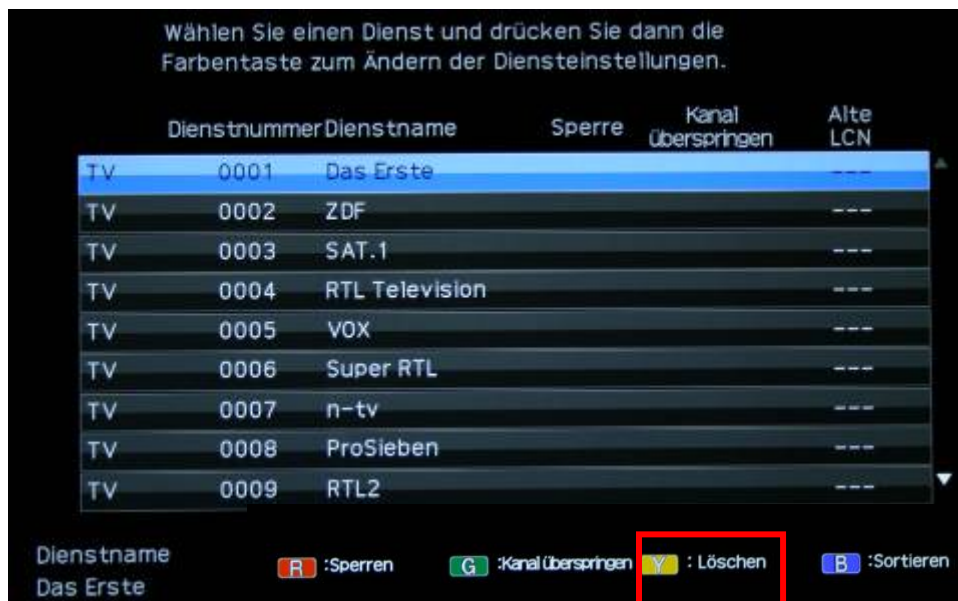 Wählen Sie einen Dienst und drücken Sie dann die
Farbentaste zum Ändern der Diensteinstellungen.
Dienstnummer Dienstname Sperre Kanal überspringen Alte LCN
TV 0001 Das Erste ---
TV 0002 ZDF ---
TV 0003 SAT.1 ---
TV 0004 RTL Television ---
TV 0005 VOX ---
TV 0006 Super RTL ---
TV 0007 n-tv ---
TV 0008 ProSieben ---
TV 0009 RTL2 ---
Dienstname
Das Erste
R :Sperren G :Kanal überspringen Y : Löschen B :Sortieren